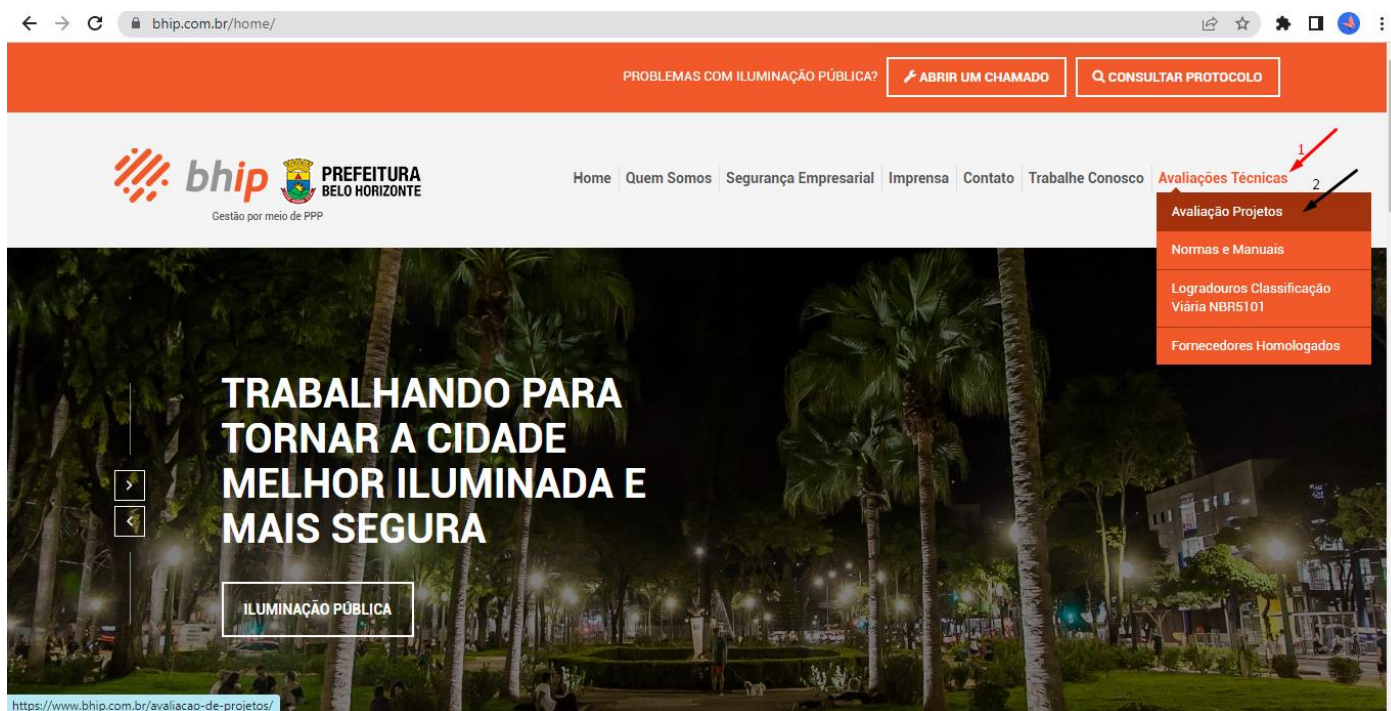 bhip.com.br/home/
PROBLEMAS COM ILUMINAÇÃO PÚBLICA?
ABRIR UM CHAMADO
CONSULTAR PROTOCOLO
bhip
PREFEITURA
BELO HORIZONTE
Gestão por meio de PPP
Home
Quem Somos
Segurança Empresarial
Imprensa
Contato
Trabalhe Conosco
Avaliações Técnicas
1
2
Avaliação Projetos
Normas e Manuais
Logradouros Classificação
Viária NBR5101
Fornecedores Homologados
TRABALHANDO PARA
TORNAR A CIDADE
MELHOR ILUMINADA E
MAIS SEGURA
ILUMINAÇÃO PÚBLICA
https://www.bhip.com.br/avaliacao-de-projetos/